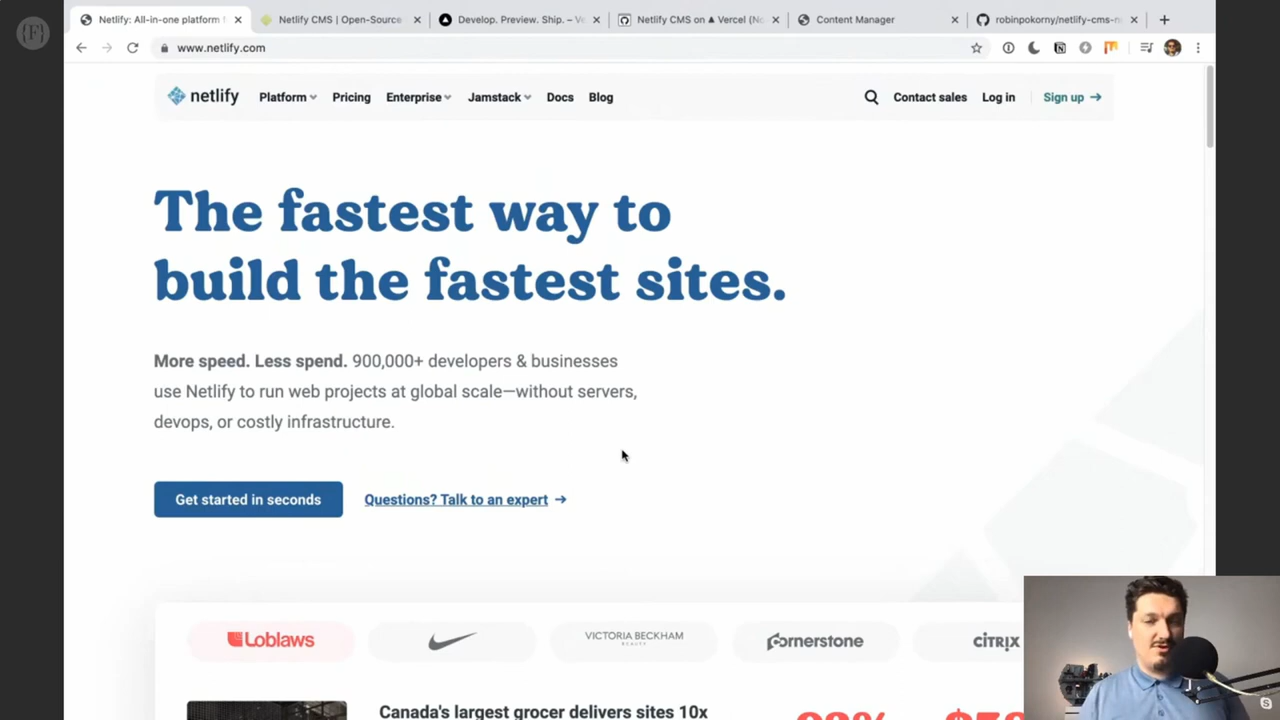 {F}
Netlify: All-in-one platform f
Netlify CMS | Open-Source
Develop. Preview. Ship. – Ve
Netlify CMS on ▲ Vercel (No
Content Manager
robinpokorny/netlify-cms-n
www.netlify.com
netlify
Platform
Pricing
Enterprise
Jamstack
Docs
Blog
Contact sales
Log in
Sign up →
The fastest way to
build the fastest sites.
More speed. Less spend. 900,000+ developers & businesses
use Netlify to run web projects at global scale—without servers,
devops, or costly infrastructure.
Get started in seconds
Questions? Talk to an expert →
Loblaws
VICTORIA BECKHAM
BEAUTY
Cornerstone
CITRIX
Canada's largest grocer delivers sites 10x